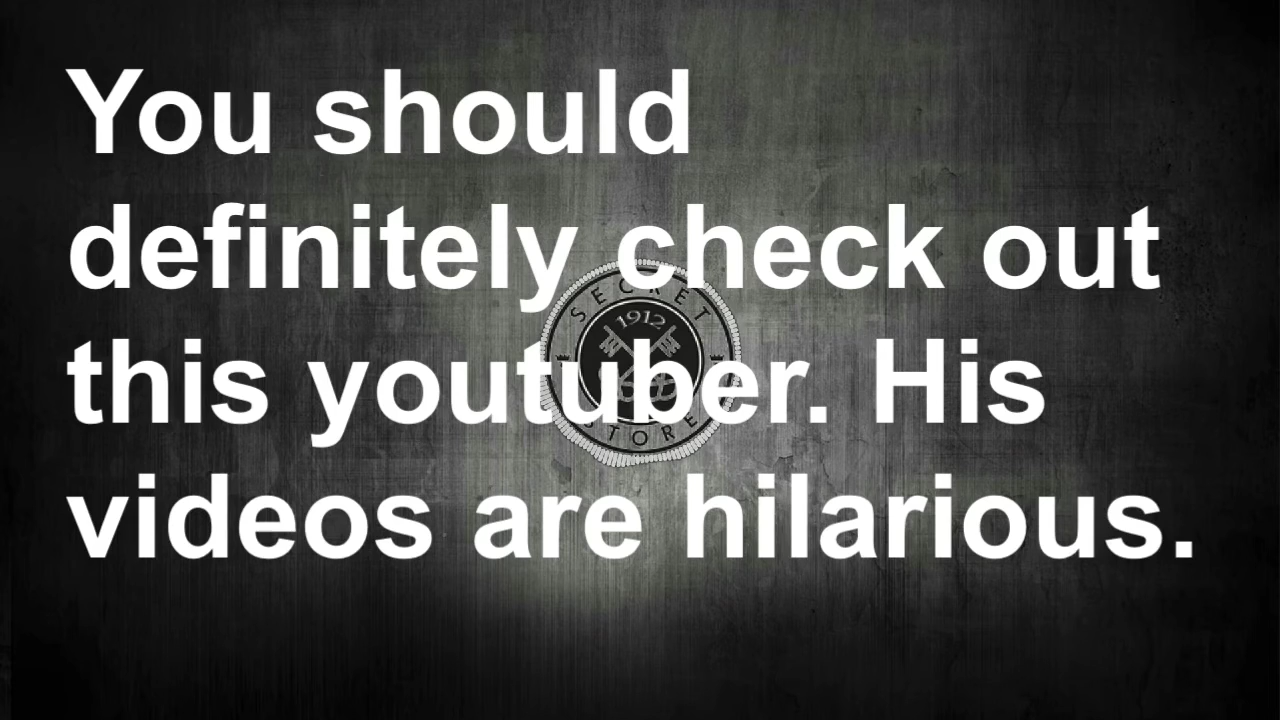 You should
definitely check out
this youtuber. His
videos are hilarious.
SECRET
1912
STORE